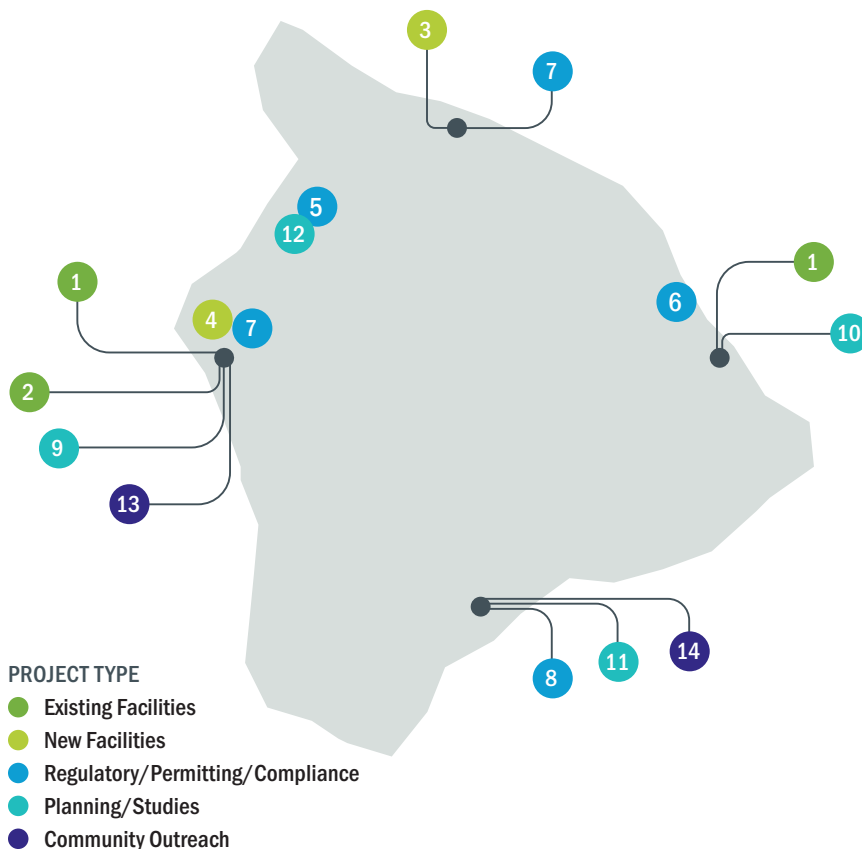 3
7
5
12
1
1
6
4
7
10
2
9
13
14
11
8
PROJECT TYPE
Existing Facilities
New Facilities
Regulatory/Permitting/Compliance
Planning/Studies
Community Outreach